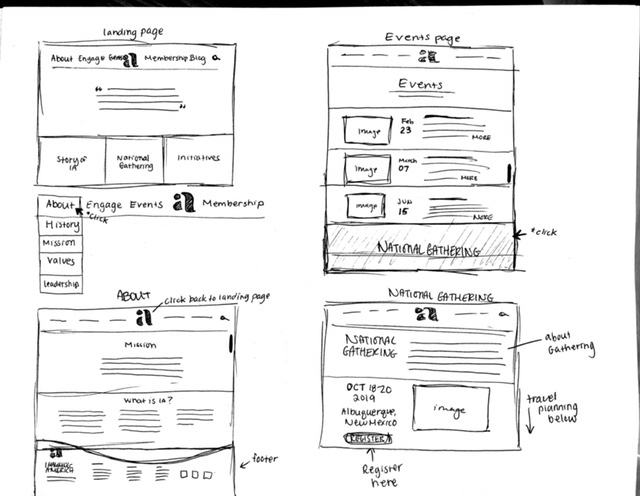 landing page
About Engage
ia
Membership Blog
Story of
IA
National
Gathering
Initiatives
About
Engage
Events
ia
Membership
*click
History
Mission
Values
Leadership
ABOUT
click back to landing page
ia
Mission
What is IA?
ia
IMAGINING
AMERICA
footer
Events page
ia
Events
image
Feb
23
MORE
image
March
07
MORE
image
JUN
15
MORE
NATIONAL GATHERING
*click
NATIONAL GATHERING
ia
NATIONAL
GATHERING
about
Gathering
OCT 18-20
2019
Albuquerque,
New Mexico
image
REGISTER
Register
here
travel
planning
below